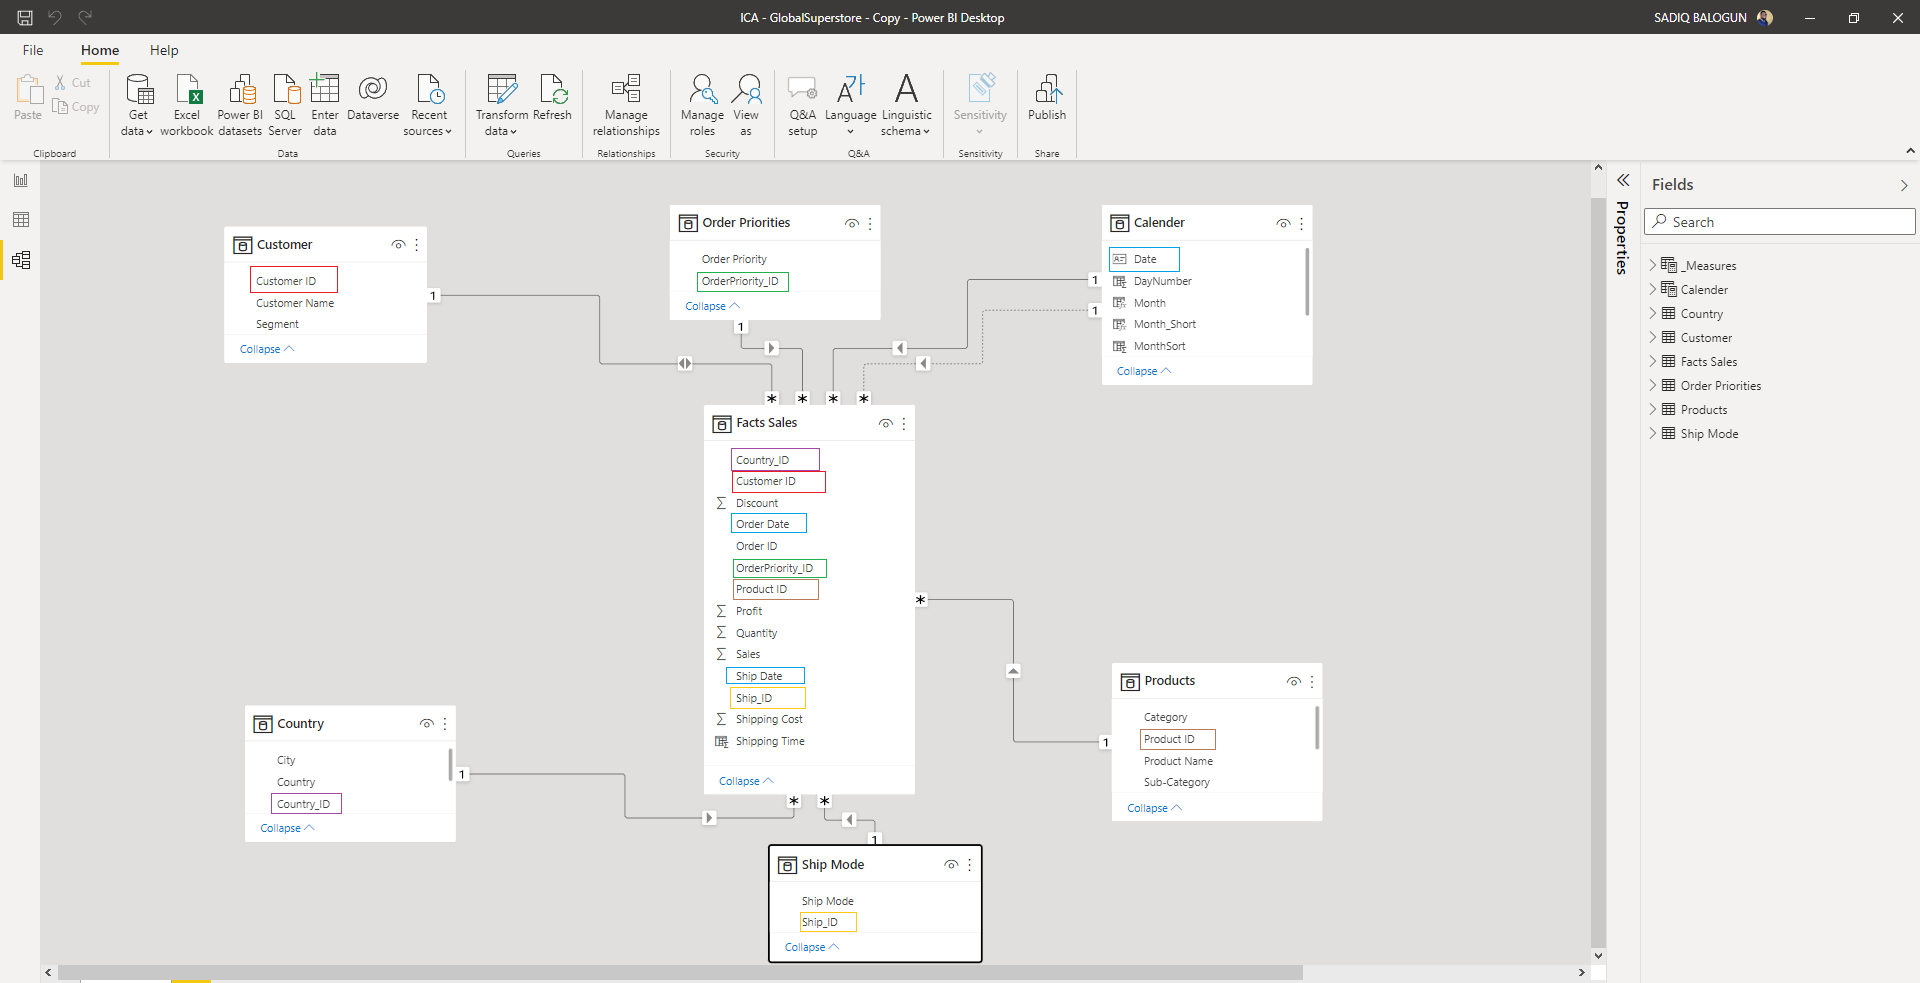 ICA - GlobalSuperstore - Copy - Power BI Desktop
SADIQ BALOGUN
File Home Help
Paste
Cut
Copy
Clipboard
Get data
Excel workbook
Power BI datasets
SQL Server
Enter data
Dataverse
Recent sources
Data
Transform data
Refresh
Queries
Manage relationships
Relationships
Manage roles
View as
Security
Q&A setup
Language
Linguistic schema
Q&A
Sensitivity
Sensitivity
Publish
Share
Customer
Customer ID
Customer Name
Segment
Collapse
1
Order Priorities
Order Priority
OrderPriority_ID
Collapse
1
Calender
Date
DayNumber
Month
Month_Short
MonthSort
Collapse
1
1
* * * *
Facts Sales
Country_ID
Customer ID
Discount
Order Date
Order ID
OrderPriority_ID
Product ID
Profit
Quantity
Sales
Ship Date
Ship_ID
Shipping Cost
Shipping Time
Collapse
*
* *
Products
Category
Product ID
Product Name
Sub-Category
Collapse
1
Country
City
Country
Country_ID
Collapse
1
1
Ship Mode
Ship Mode
Ship_ID
Collapse
Properties
Fields
Search
_Measures
Calender
Country
Customer
Facts Sales
Order Priorities
Products
Ship Mode